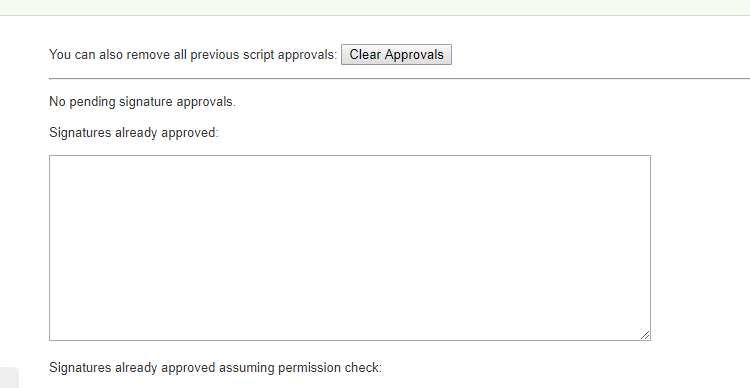 You can also remove all previous script approvals: Clear Approvals
No pending signature approvals.
Signatures already approved:
Signatures already approved assuming permission check: